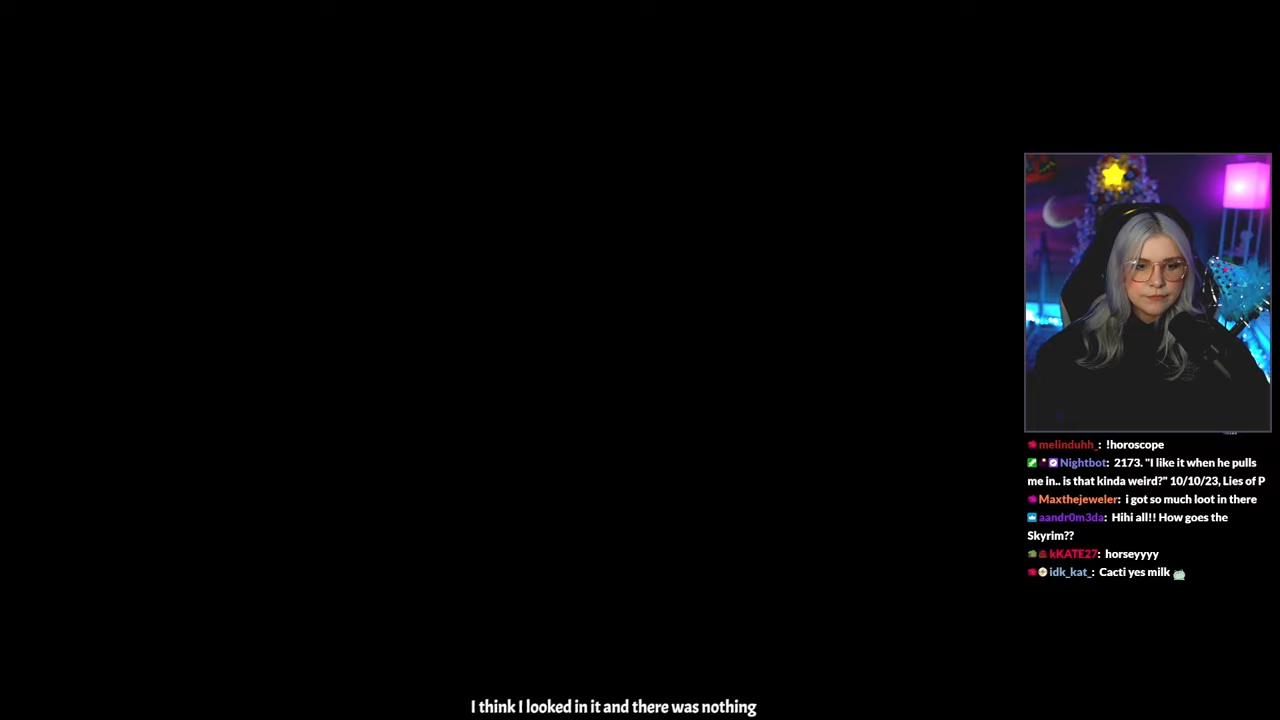 melinduhh_: !horoscope
Nightbot: 2173. "I like it when he pulls
me in.. is that kinda weird?" 10/10/23, Lies of P
Maxthejeweler: i got so much loot in there
aandr0m3da: Hihi all!! How goes the
Skyrim??
kKATE27: horseyyyy
idk_kat_: Cacti yes milk
I think I looked in it and there was nothing